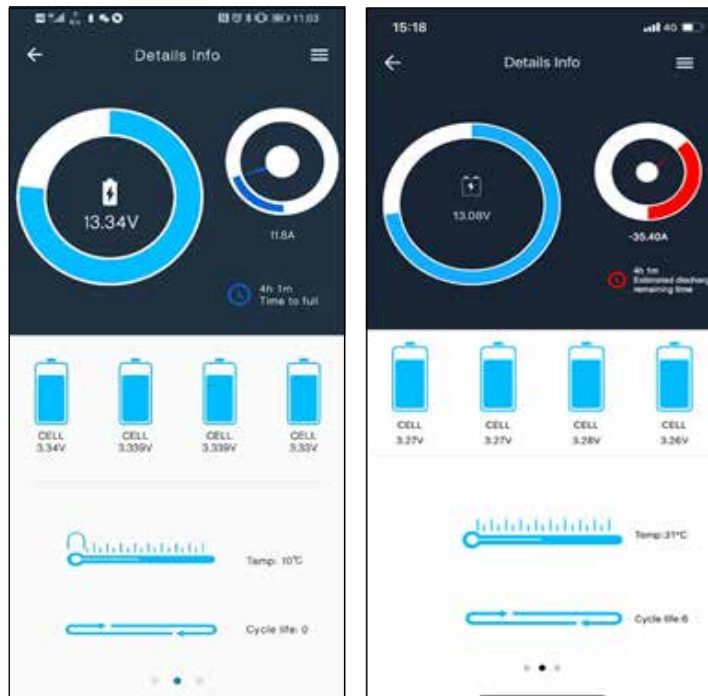 11:03
Details Info
13.34V
11.8A
4h 1m
Time to full
CELL
3.34V
CELL
3.339V
CELL
3.339V
CELL
3.33V
Temp: 10°C
Cycle life: 0
15:18
4G
Details Info
13.08V
-35.40A
4h 1m
Estimated discharg
remaining time
CELL
3.27V
CELL
3.27V
CELL
3.28V
CELL
3.26V
Temp:31°C
Cycle life:6